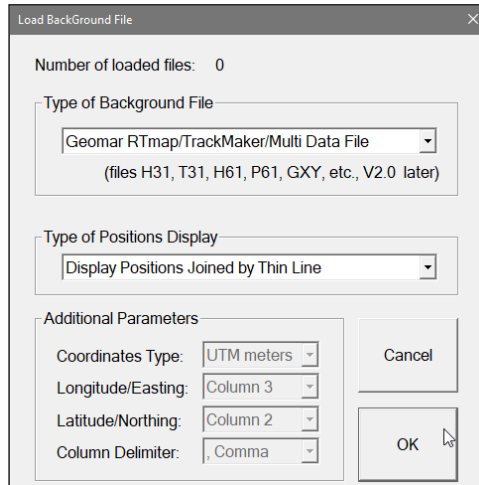 Load BackGround File
Number of loaded files: 0
Type of Background File
Geomar RTmap/TrackMaker/Multi Data File
(files H31, T31, H61, P61, GXY, etc., V2.0 later)
Type of Positions Display
Display Positions Joined by Thin Line
Additional Parameters
Coordinates Type: UTM meters
Longitude/Easting: Column 3
Latitude/Northing: Column 2
Column Delimiter: , Comma
Cancel
OK